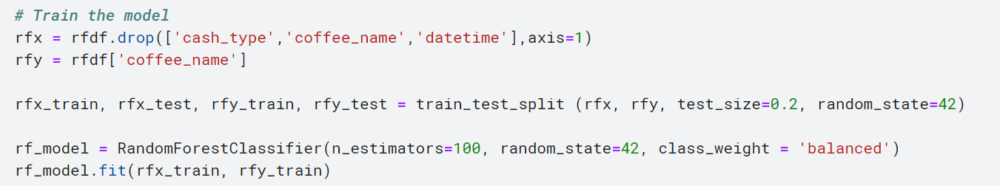 # Train the model
rfx = rfdf.drop(['cash_type','coffee_name','datetime'],axis=1)
rfy = rfdf['coffee_name']
rfx_train, rfx_test, rfy_train, rfy_test = train_test_split (rfx, rfy, test_size=0.2, random_state=42)
rf_model = RandomForestClassifier(n_estimators=100, random_state=42, class_weight = 'balanced')
rf_model.fit(rfx_train, rfy_train)